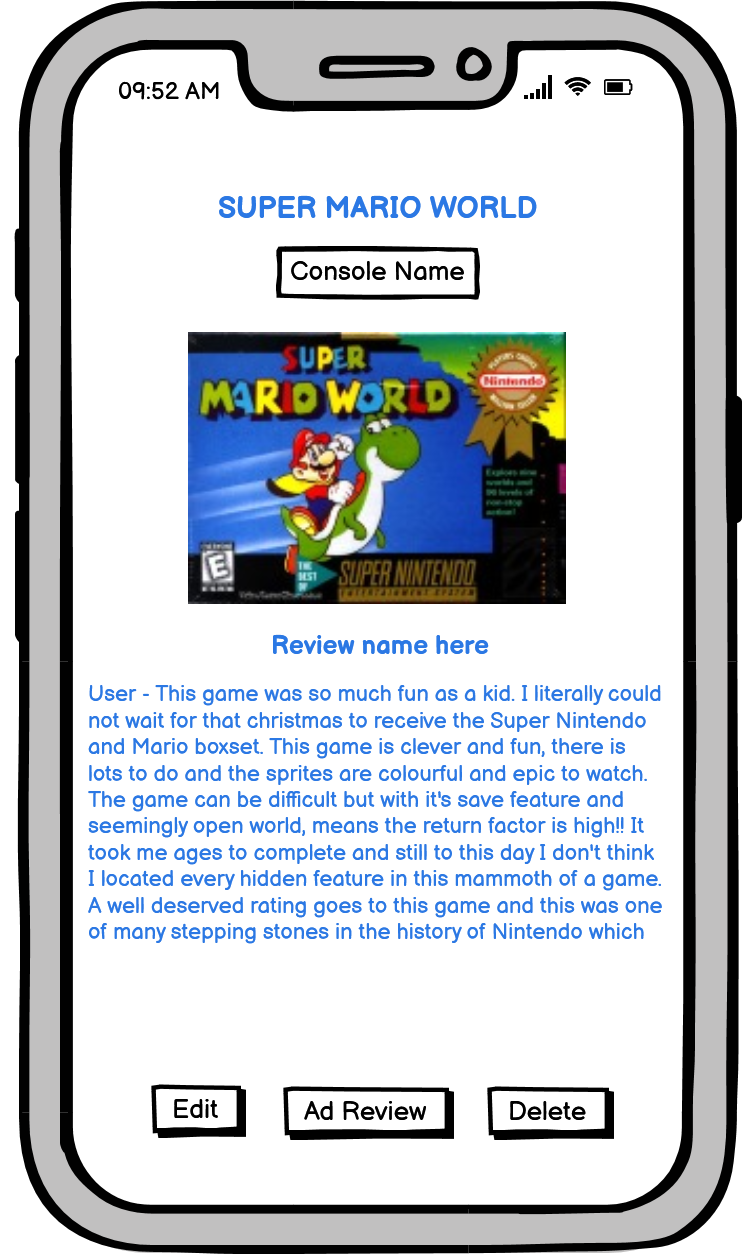 09:52 AM
SUPER MARIO WORLD
Console Name
SUPER
MARIO WORLD
PLAYERS CHOICE
Nintendo
MILLION SELLER
Explore nine
worlds and
96 levels of
non-stop
action!
EVERYONE
E
THE
BEST
OF
SUPER NINTENDO
ENTERTAINMENT SYSTEM
Review name here
User - This game was so much fun as a kid. I literally could
not wait for that christmas to receive the Super Nintendo
and Mario boxset. This game is clever and fun, there is
lots to do and the sprites are colourful and epic to watch.
The game can be difficult but with it's save feature and
seemingly open world, means the return factor is high!! It
took me ages to complete and still to this day I don't think
I located every hidden feature in this mammoth of a game.
A well deserved rating goes to this game and this was one
of many stepping stones in the history of Nintendo which
Edit
Ad Review
Delete